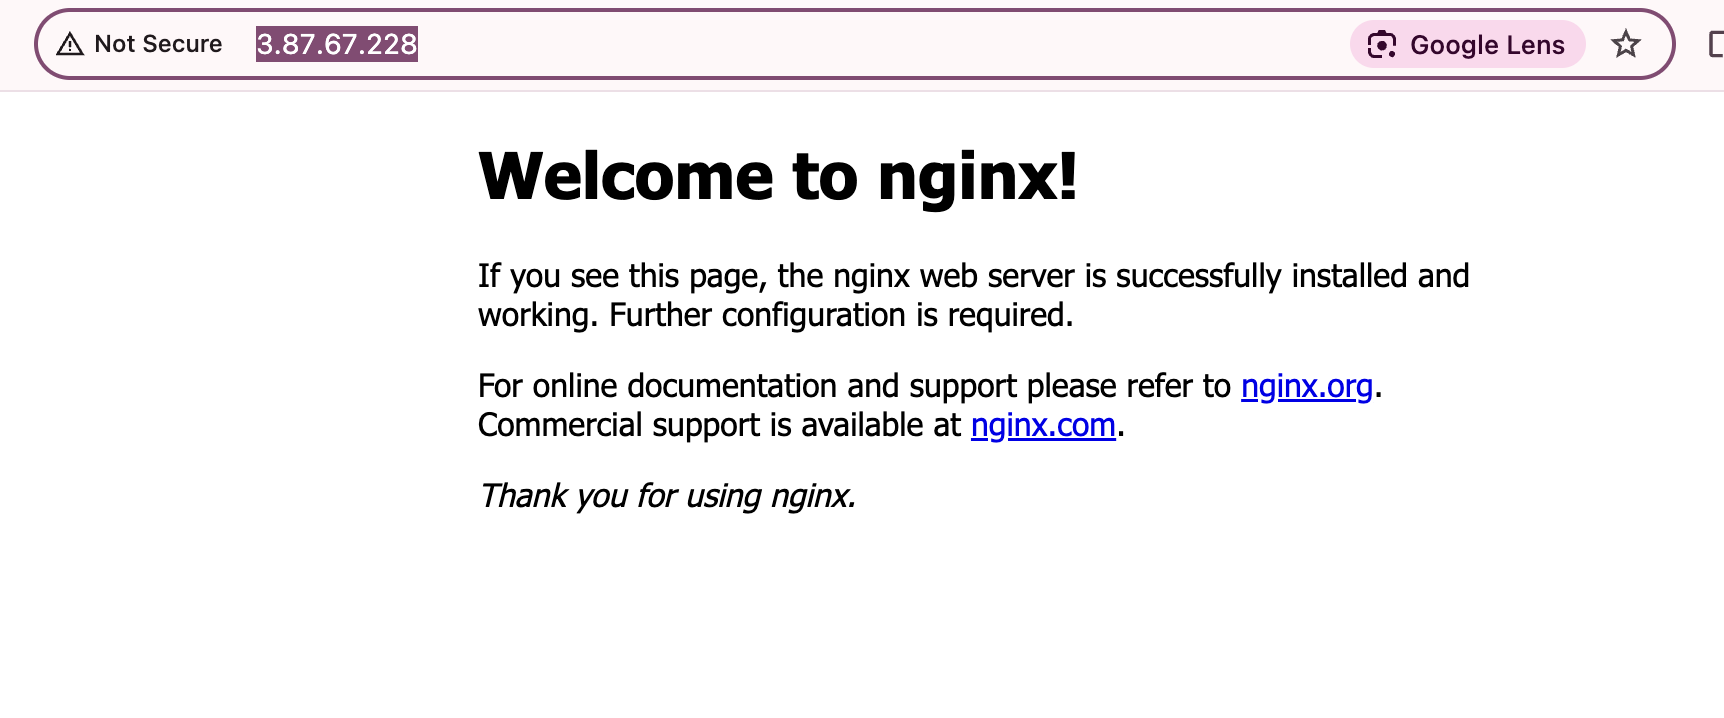 Not Secure 3.87.67.228 Google Lens
Welcome to nginx!
If you see this page, the nginx web server is successfully installed and
working. Further configuration is required.
For online documentation and support please refer to nginx.org.
Commercial support is available at nginx.com.
Thank you for using nginx.